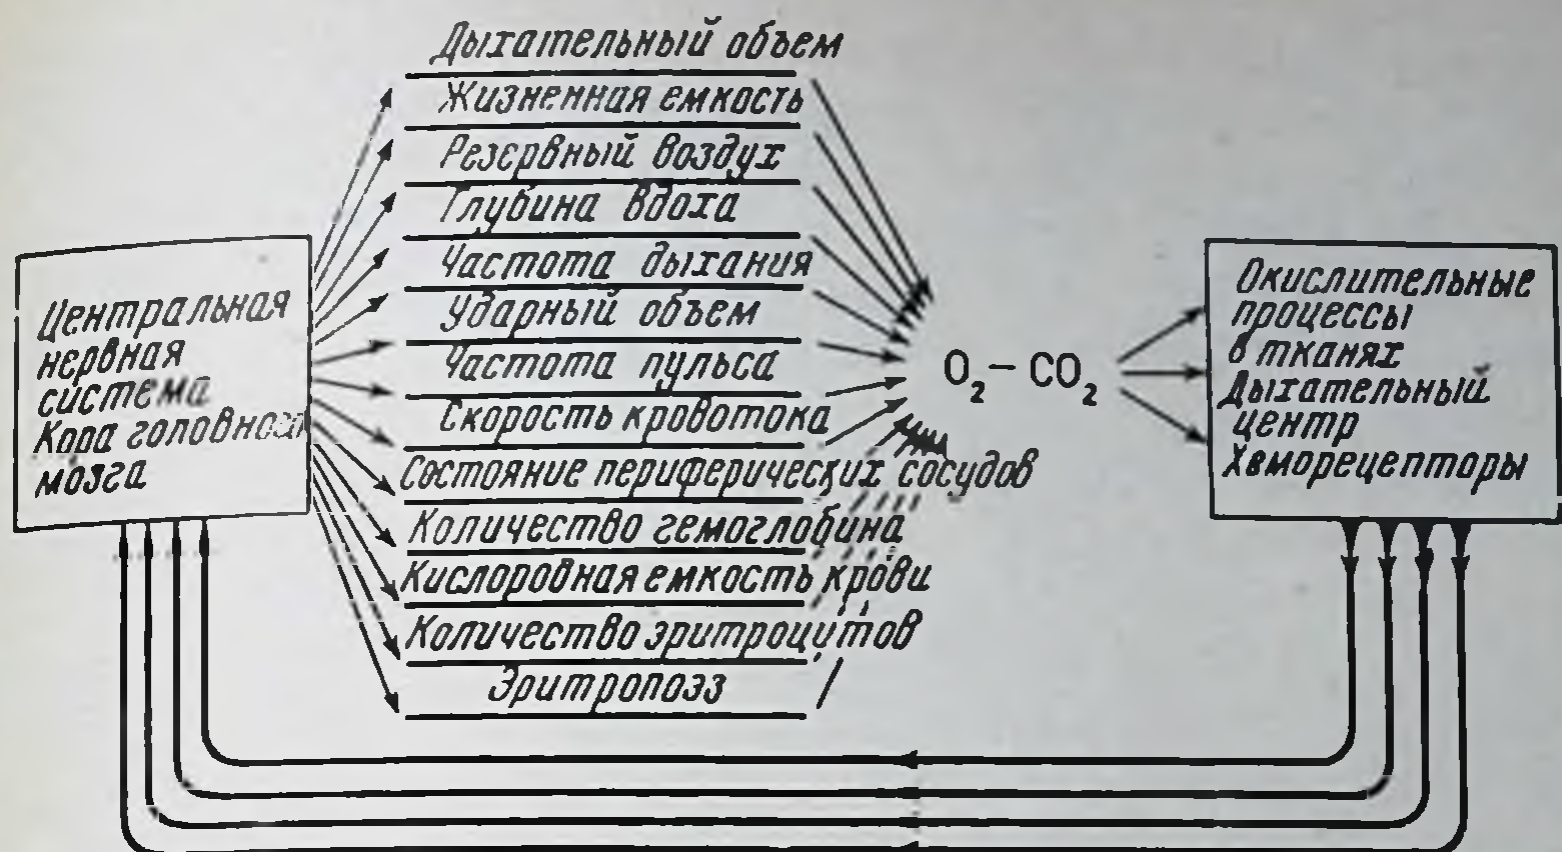 Дыхательный объем
Жизненная емкость
Резервный воздух
Глубина вдоха
Частота дыхания
Ударный объем
Частота пульса
Скорость кровотока
Состояние периферических сосудов
Количество гемоглобина
Кислородная емкость крови
Количество эритроцитов
Эритропоэз
Центральная
нервная
система
Кора головного
мозга
O₂ – CO₂
Окислительные
процессы
в тканях
Дыхательный
центр
Хеморецепторы